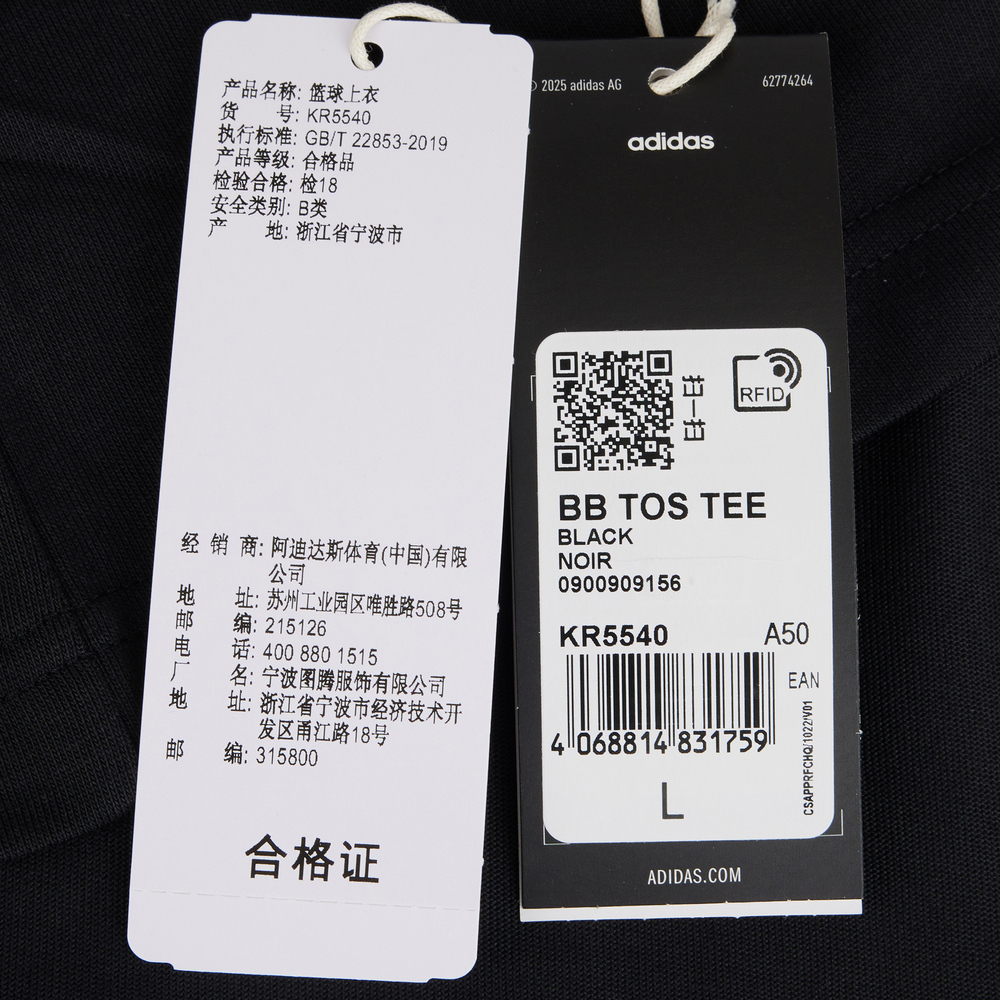 产品名称: 篮球上衣
货 号: KR5540
执行标准: GB/T 22853-2019
产品等级: 合格品
检验合格: 检18
安全类别: B类
产 地: 浙江省宁波市
经 销 商: 阿迪达斯体育(中国)有限
公司
地 址: 苏州工业园区唯胜路508号
邮 编: 215126
电 话: 400 880 1515
厂 名: 宁波图腾服饰有限公司
地 址: 浙江省宁波市经济技术开
发区甬江路18号
邮 编: 315800
合格证
© 2025 adidas AG
62774264
adidas
扫一扫
RFID
BB TOS TEE
BLACK
NOIR
0900909156
KR5540 A50
EAN
4 068814 831759
CSAPPRFCHQ/1022/V01
L
ADIDAS.COM